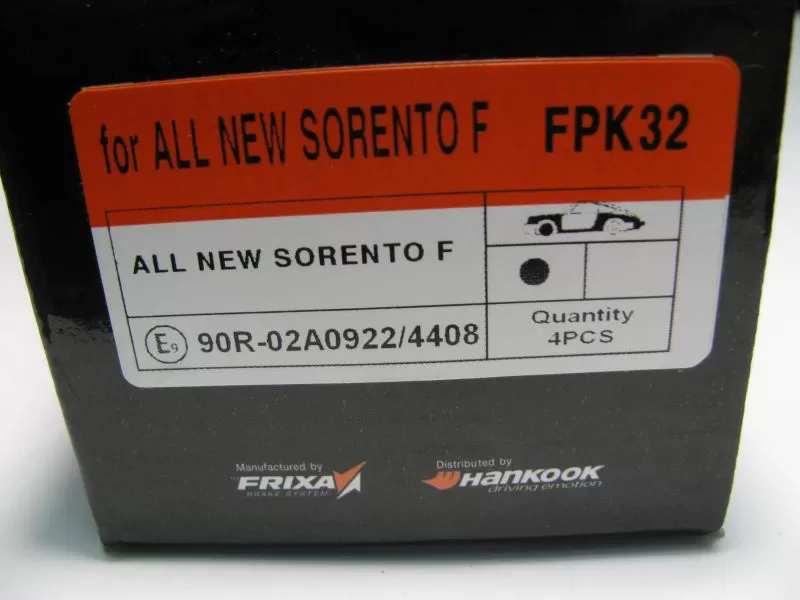 for ALL NEW SORENTO F FPK32
ALL NEW SORENTO F
E9 90R-02A0922/4408
Quantity
4PCS
Manufactured by
FRIXA
BRAKE SYSTEM
Distributed by
HANKOOK
driving emotion